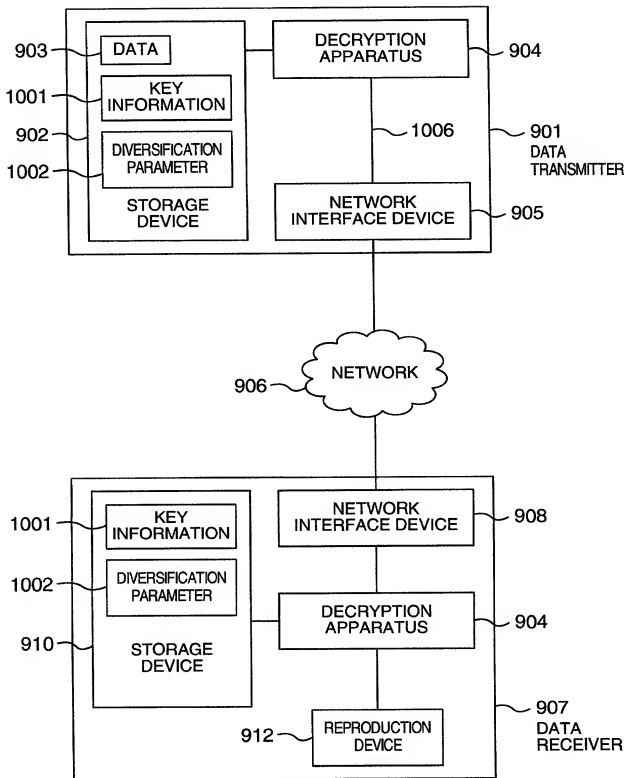 903
DATA
DECRYPTION
APPARATUS
904
1001
KEY
INFORMATION
902
1006
901
DATA
TRANSMITTER
1002
DIVERSIFICATION
PARAMETER
STORAGE
DEVICE
NETWORK
INTERFACE DEVICE
905
NETWORK
906
1001
KEY
INFORMATION
NETWORK
INTERFACE DEVICE
908
1002
DIVERSIFICATION
PARAMETER
DECRYPTION
APPARATUS
904
910
STORAGE
DEVICE
912
REPRODUCTION
DEVICE
907
DATA
RECEIVER